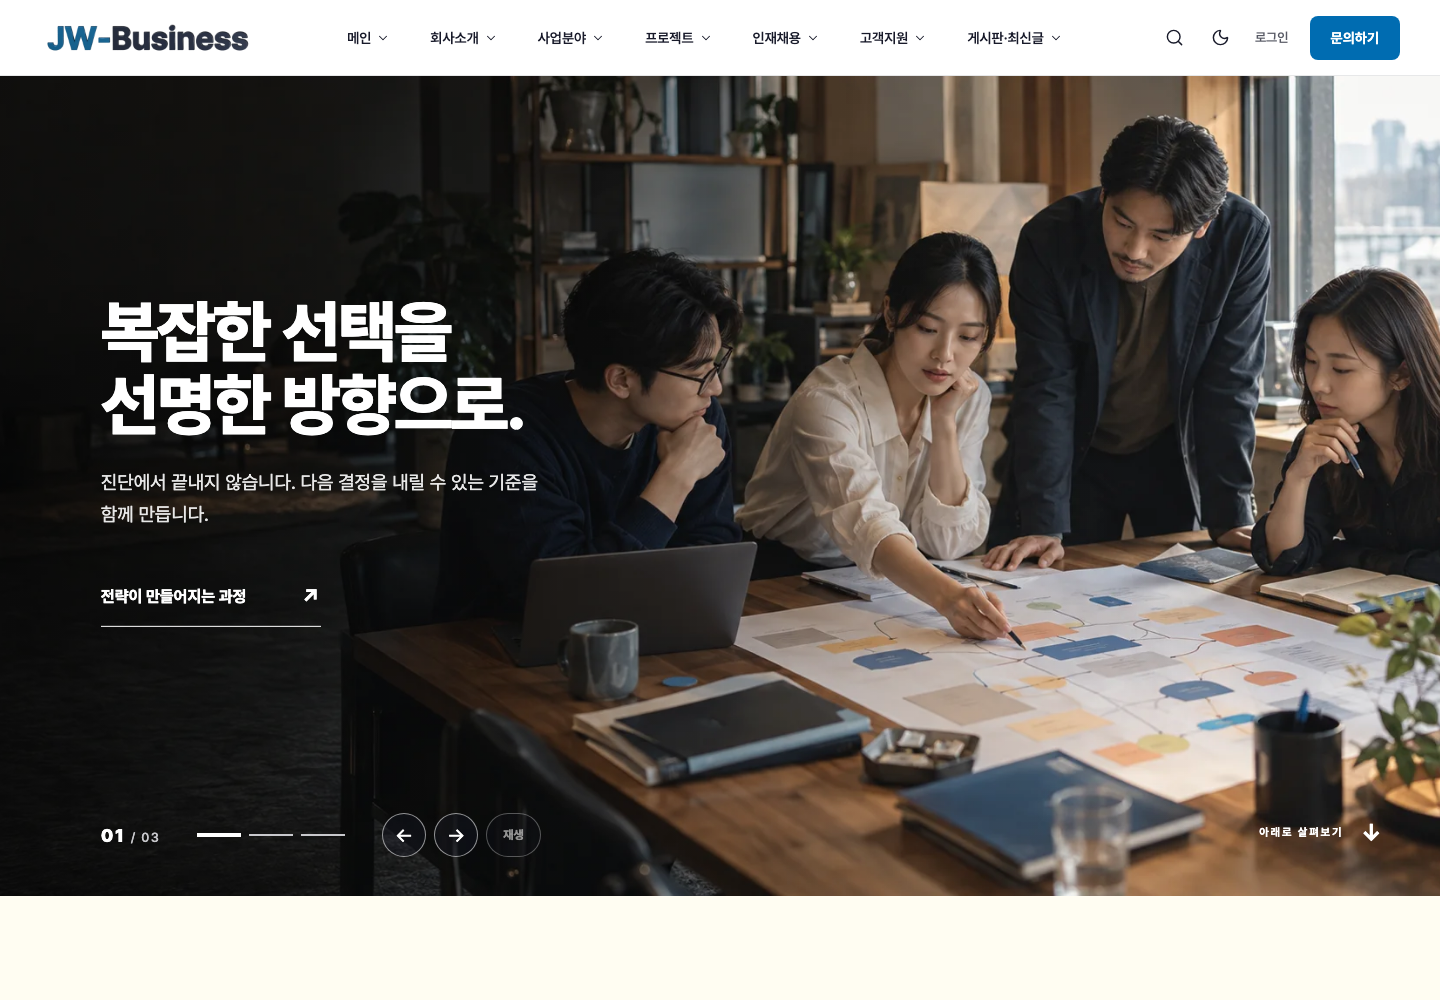 JW-Business
메인
회사소개
사업분야
프로젝트
인재채용
고객지원
게시판·최신글
로그인
문의하기
복잡한 선택을
선명한 방향으로.
진단에서 끝내지 않습니다. 다음 결정을 내릴 수 있는 기준을
함께 만듭니다.
전략이 만들어지는 과정
01 / 03
재생
아래로 살펴보기